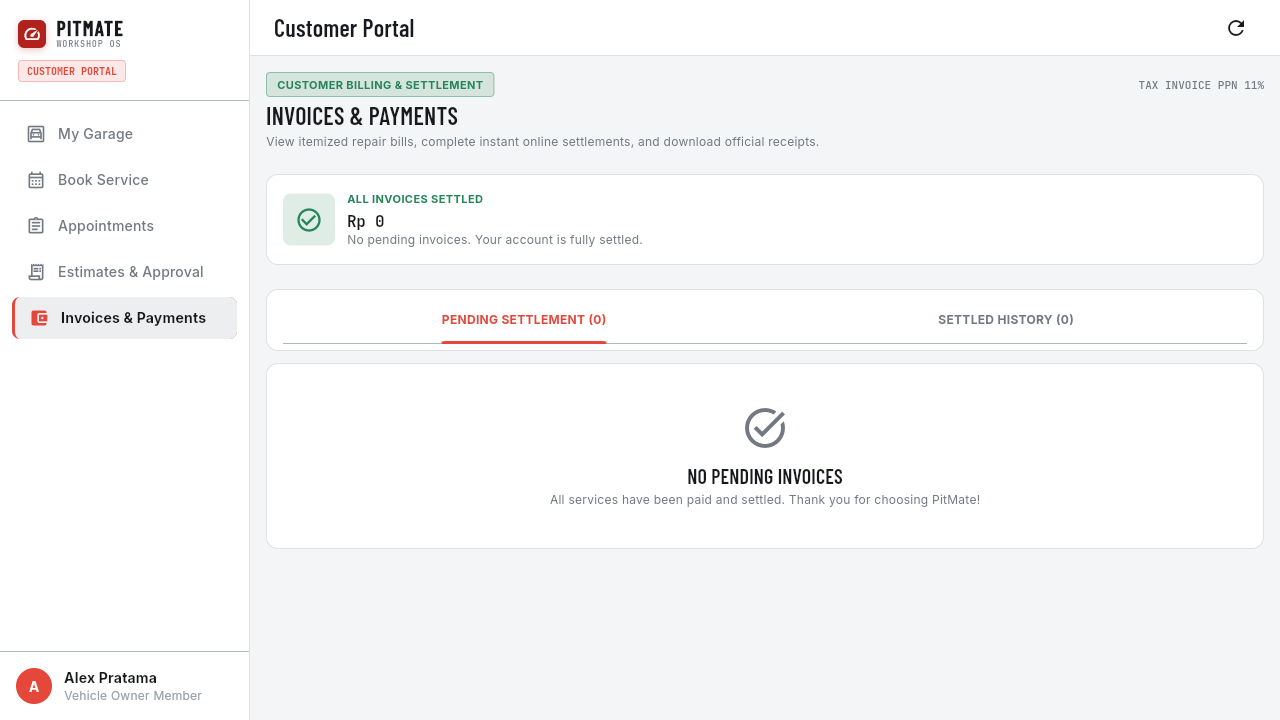 PITMATE
WORKSHOP OS
CUSTOMER PORTAL
My Garage
Book Service
Appointments
Estimates & Approval
Invoices & Payments
A
Alex Pratama
Vehicle Owner Member
Customer Portal
CUSTOMER BILLING & SETTLEMENT
TAX INVOICE PPN 11%
INVOICES & PAYMENTS
View itemized repair bills, complete instant online settlements, and download official receipts.
ALL INVOICES SETTLED
Rp 0
No pending invoices. Your account is fully settled.
PENDING SETTLEMENT (0)
SETTLED HISTORY (0)
NO PENDING INVOICES
All services have been paid and settled. Thank you for choosing PitMate!